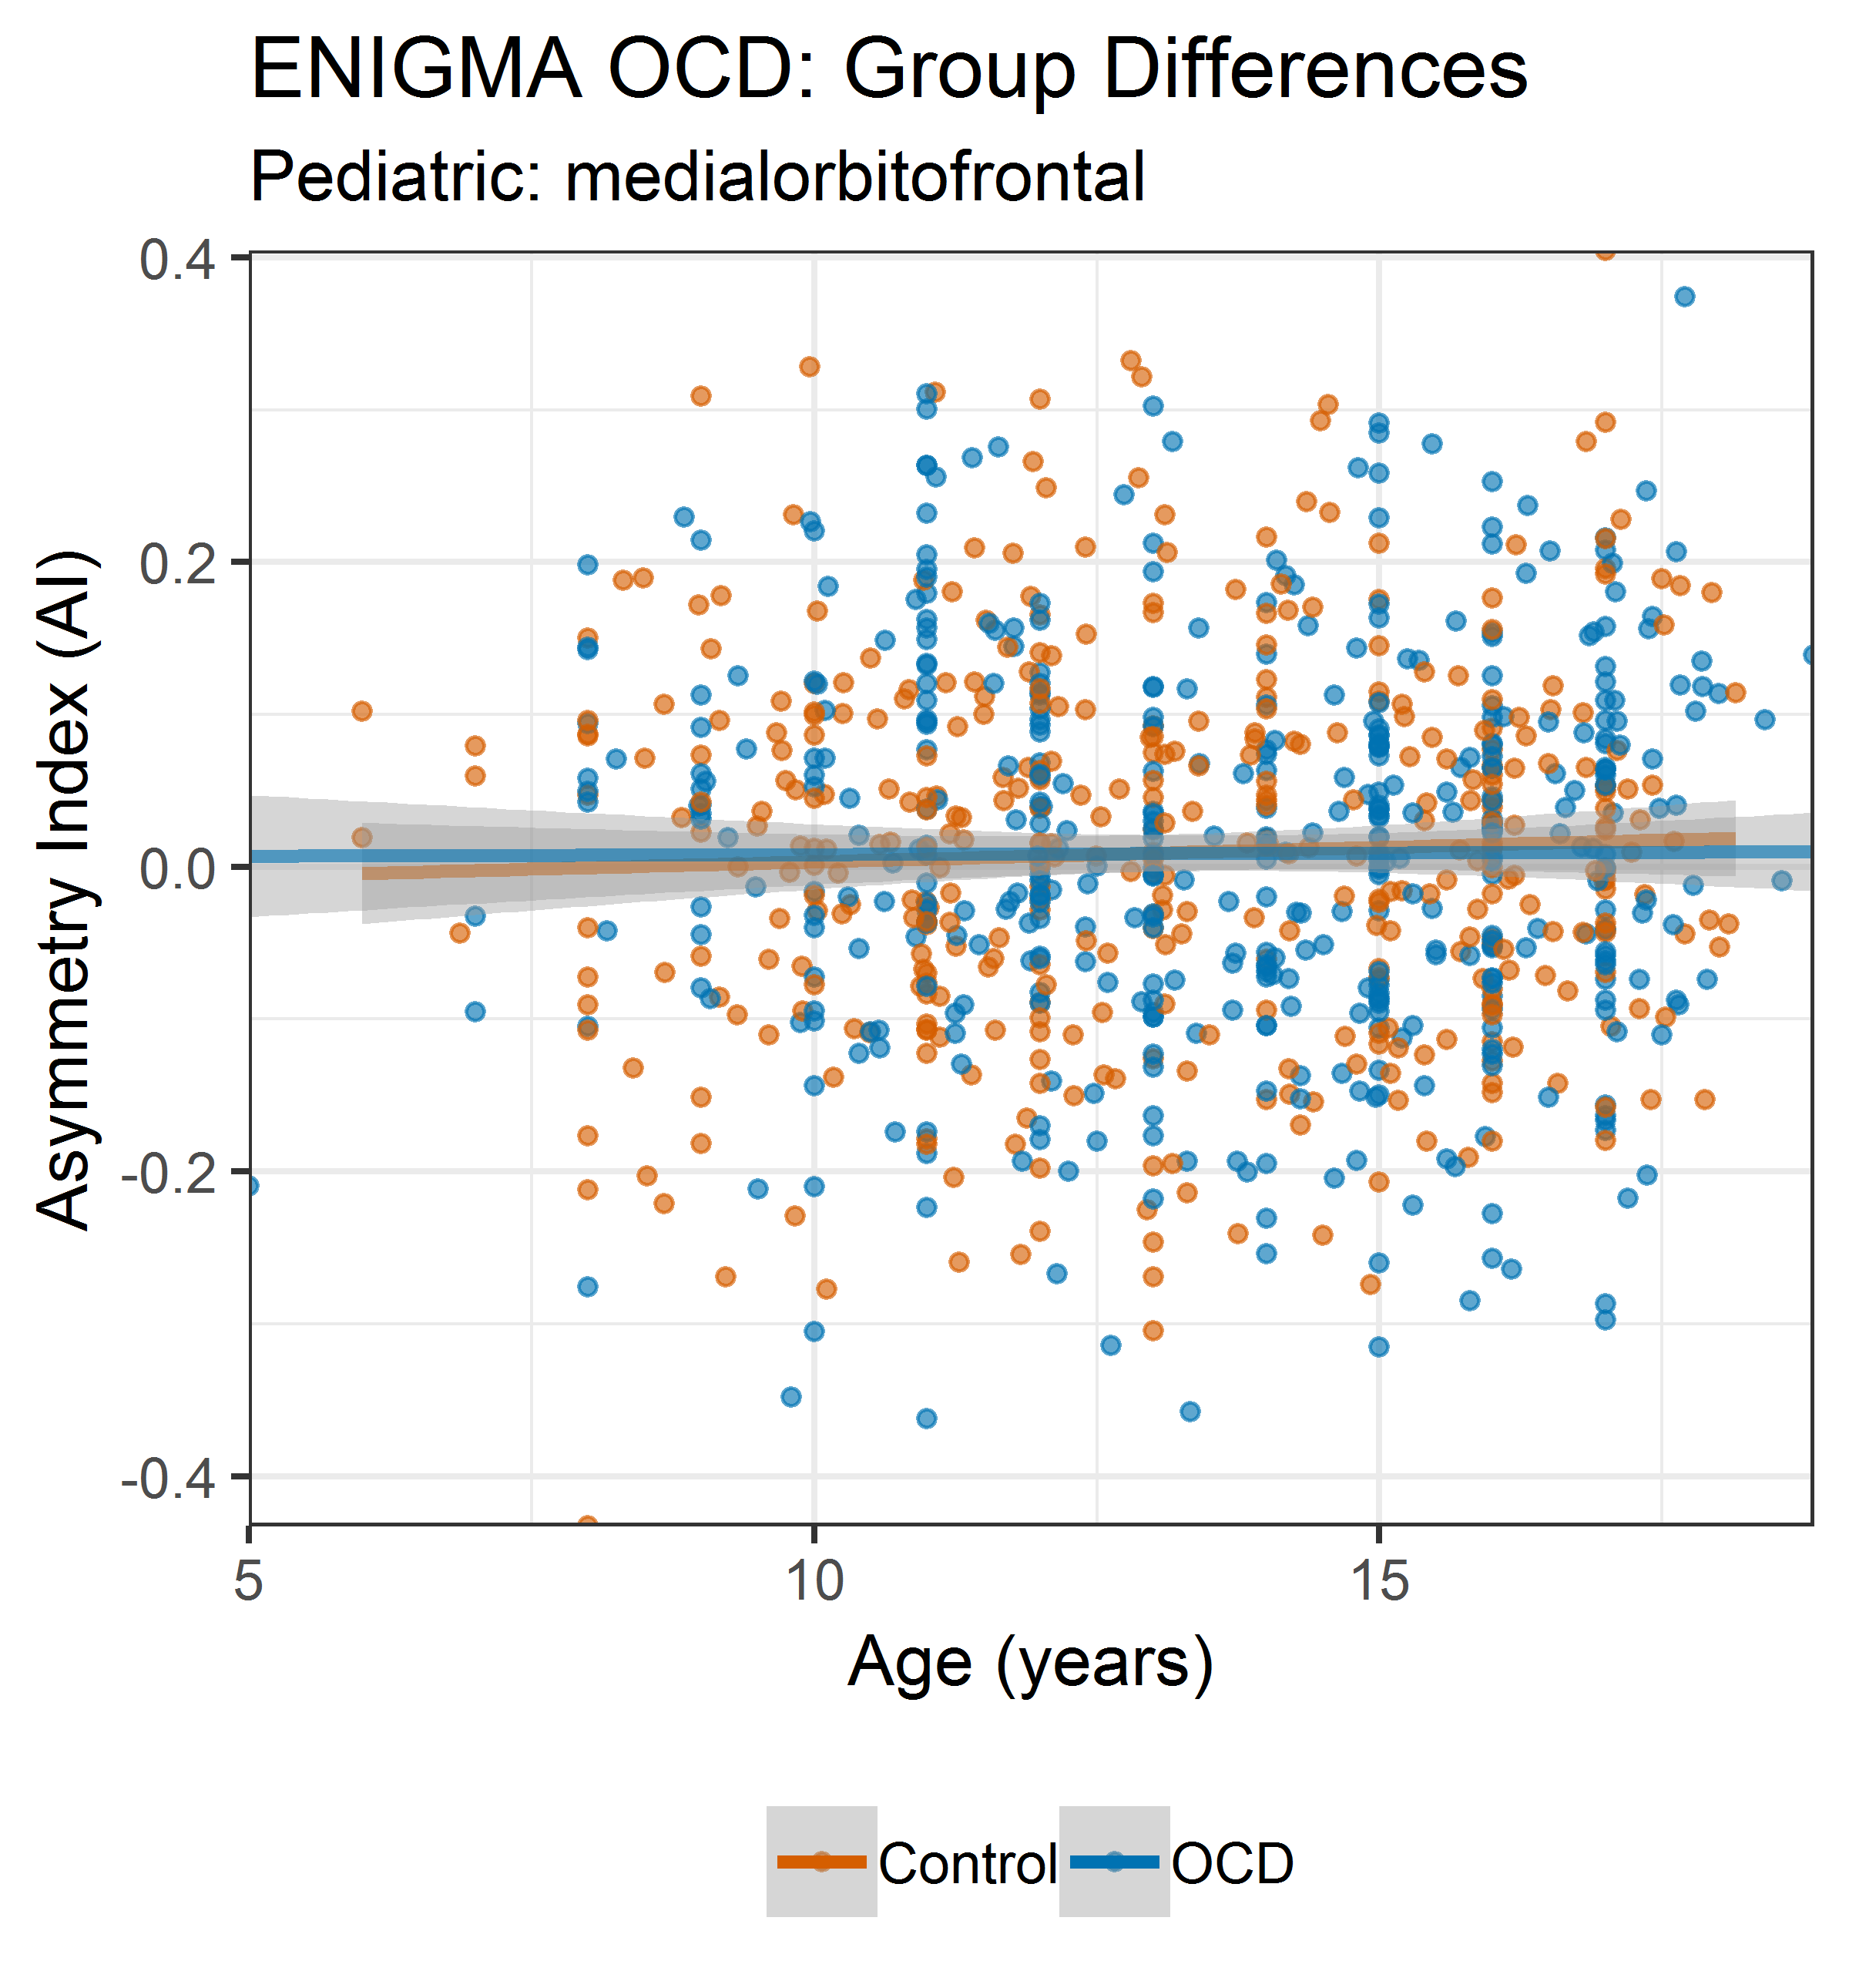 ENIGMA OCD: Group Differences
Pediatric: medialorbitofrontal
0.4
0.2
0.0
-0.2
-0.4
Asymmetry Index (AI)
5 10 15
Age (years)
Control OCD